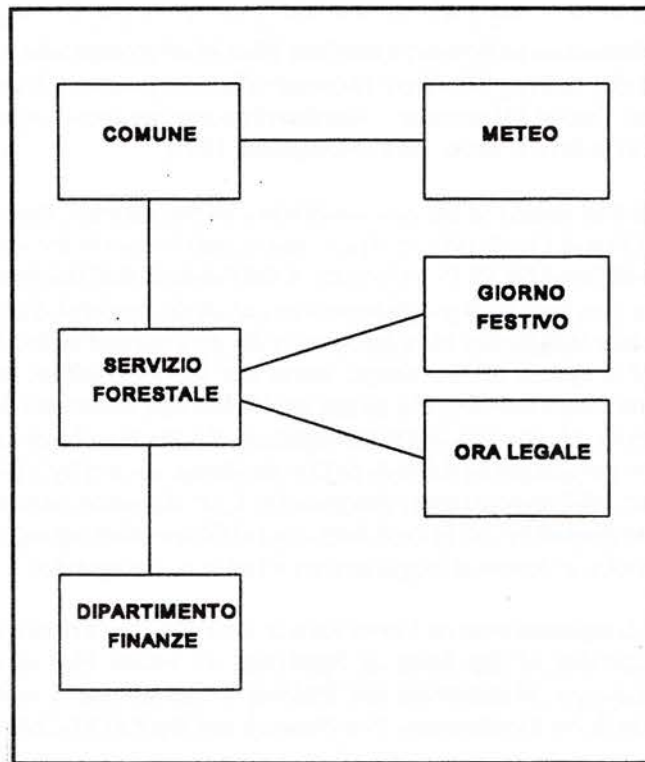 COMUNE
METEO
GIORNO
FESTIVO
SERVIZIO
FORESTALE
ORA LEGALE
DIPARTIMENTO
FINANZE